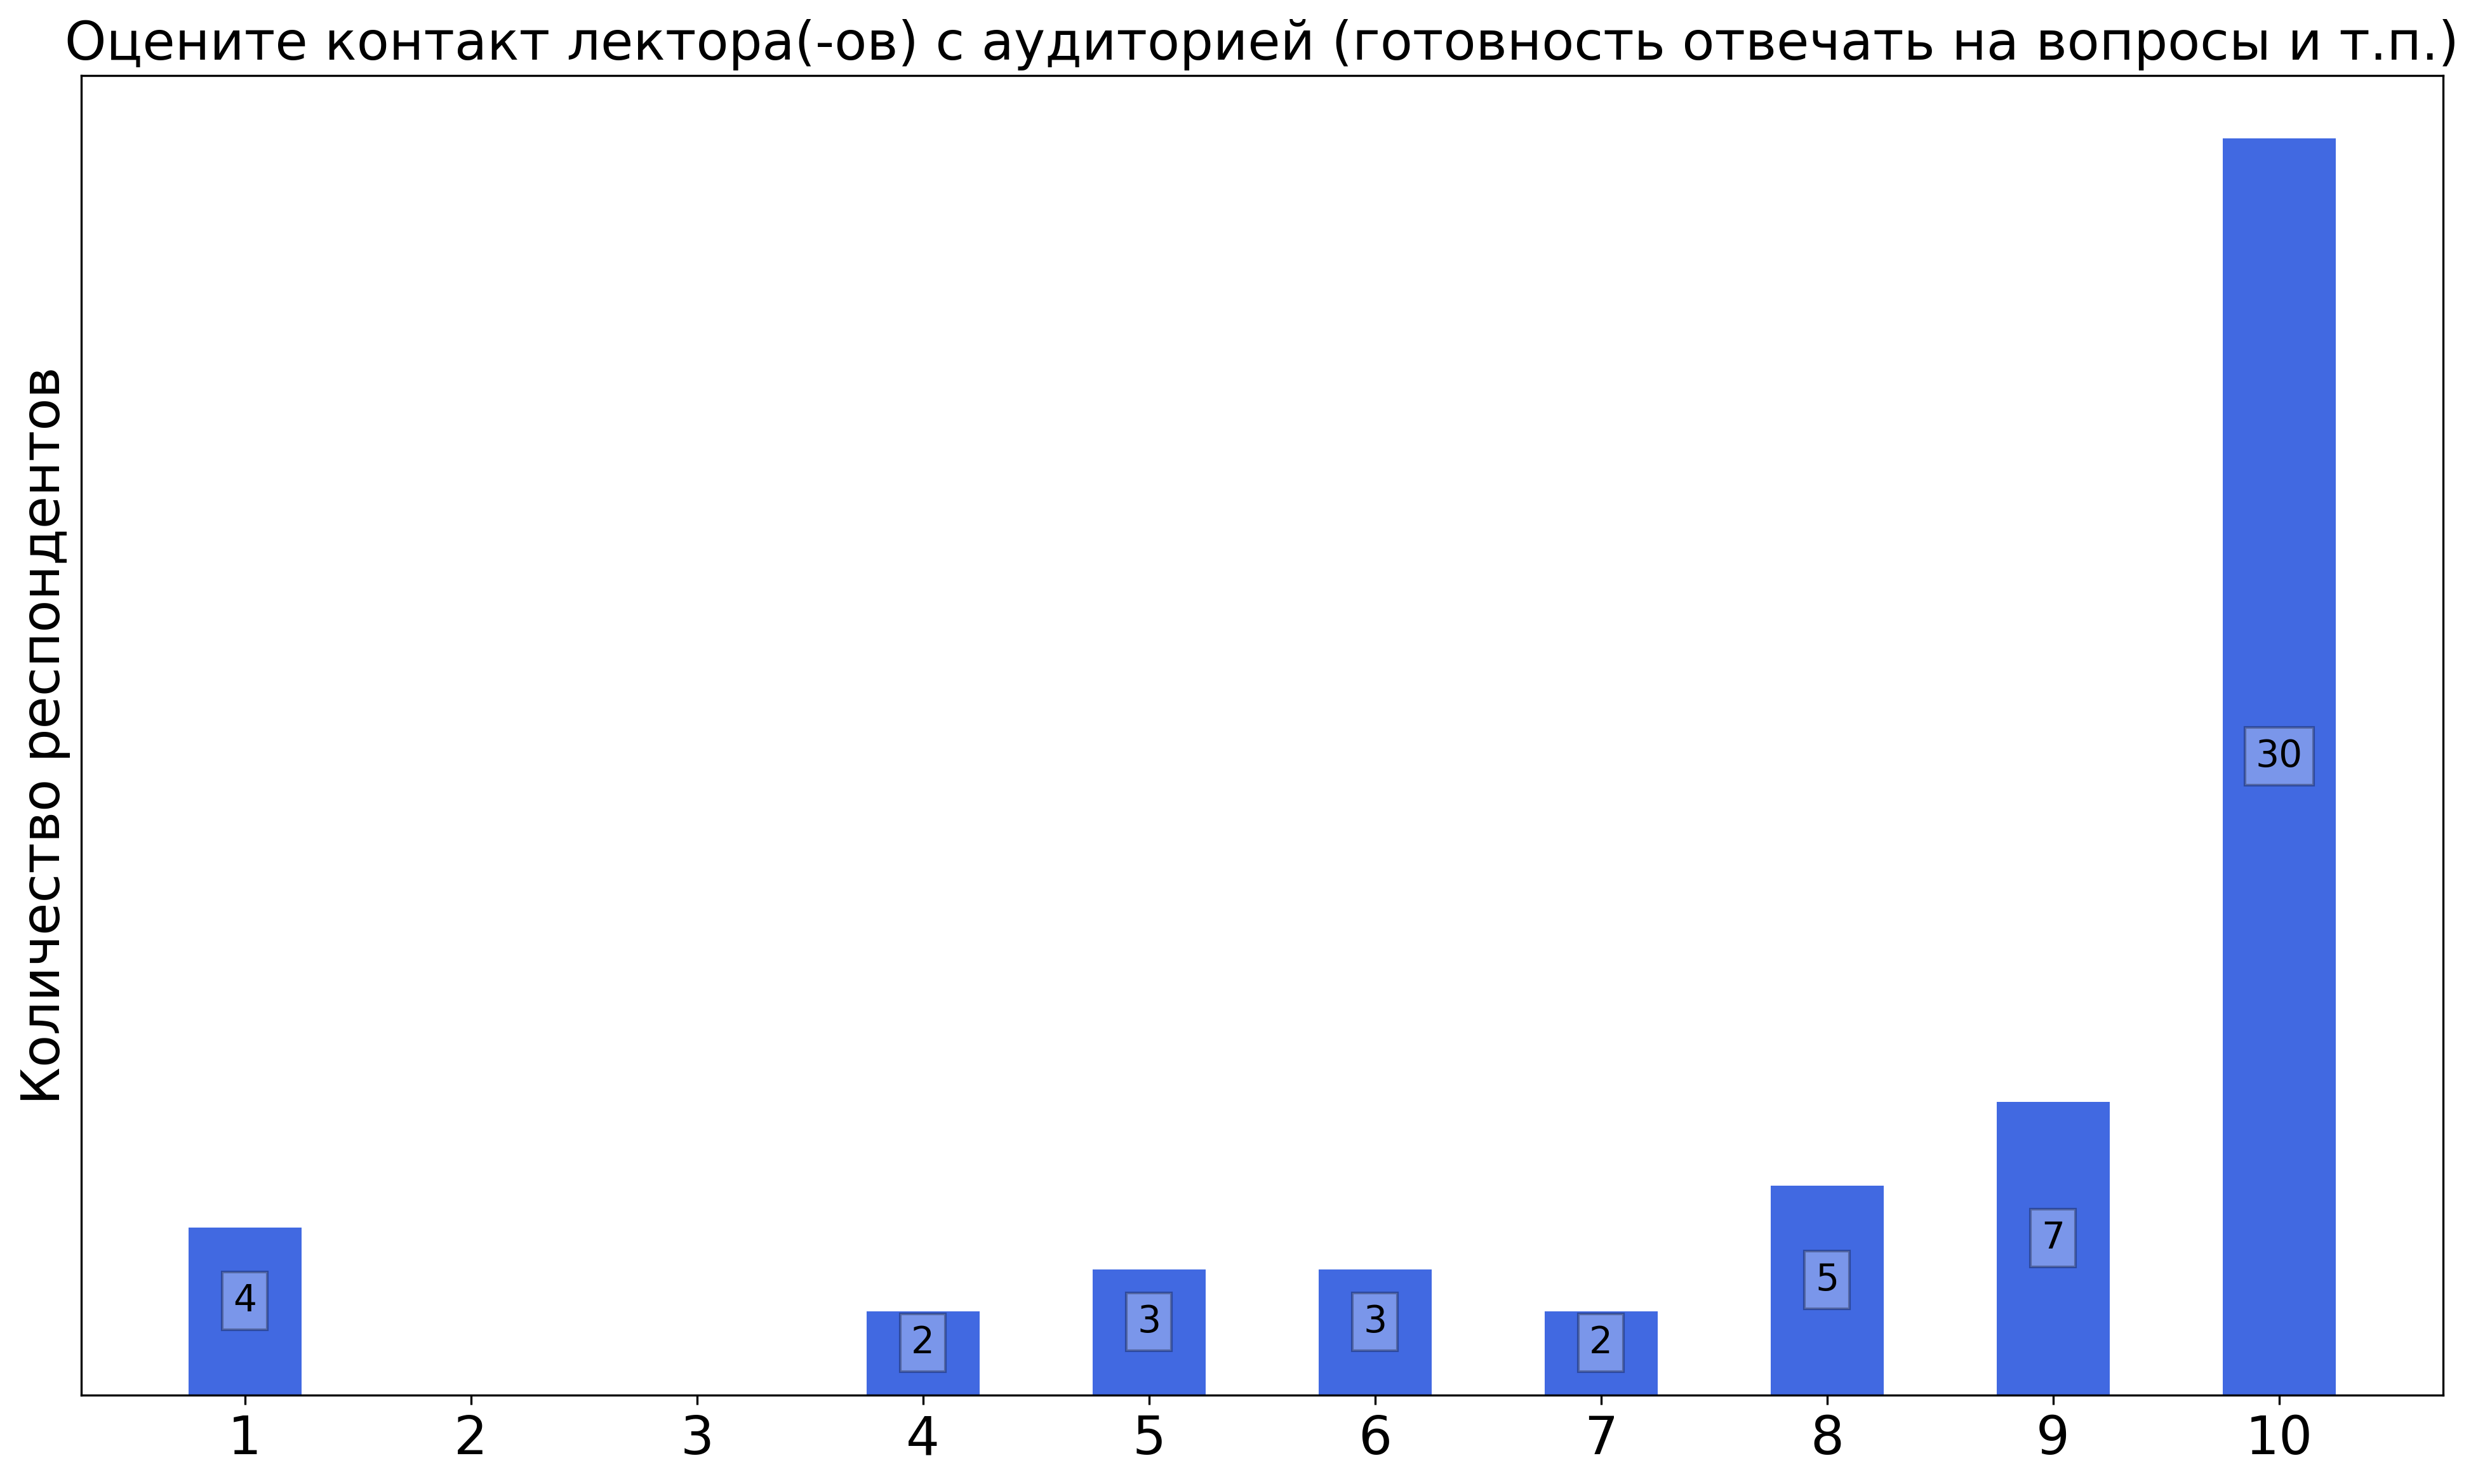 Оцените контакт лектора(-ов) с аудиторией (готовность отвечать на вопросы и т.п.)
Количество респондентов
30
7
5
4
3
3
2
2
1 2 3 4 5 6 7 8 9 10